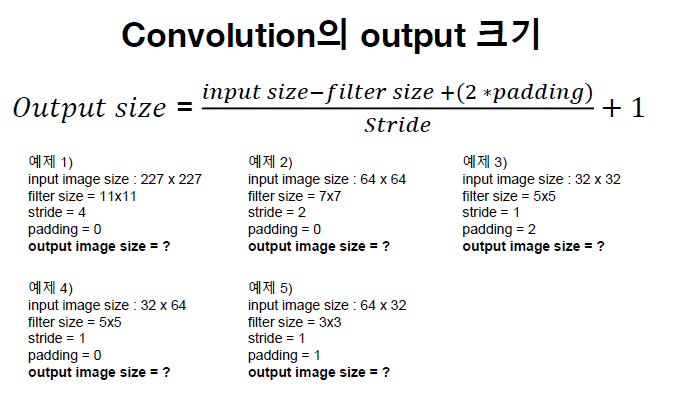 Convolution의 output 크기
Output size = \frac{input size−filter size +(2 *padding)}{Stride} + 1
예제 1)
input image size : 227 x 227
filter size = 11x11
stride = 4
padding = 0
output image size = ?
예제 2)
input image size : 64 x 64
filter size = 7x7
stride = 2
padding = 0
output image size = ?
예제 3)
input image size : 32 x 32
filter size = 5x5
stride = 1
padding = 2
output image size = ?
예제 4)
input image size : 32 x 64
filter size = 5x5
stride = 1
padding = 0
output image size = ?
예제 5)
input image size : 64 x 32
filter size = 3x3
stride = 1
padding = 1
output image size = ?